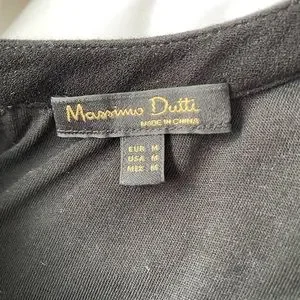 Massimo Dutti
MADE IN CHINA
EUR M
USA M
MEX M